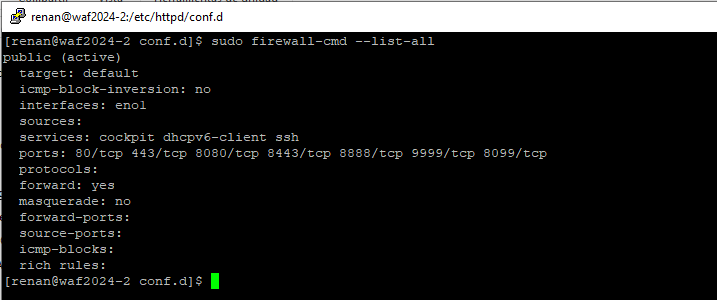 renan@waf2024-2:/etc/httpd/conf.d
[renan@waf2024-2 conf.d]$ sudo firewall-cmd --list-all
public (active)
  target: default
  icmp-block-inversion: no
  interfaces: eno1
  sources:
  services: cockpit dhcpv6-client ssh
  ports: 80/tcp 443/tcp 8080/tcp 8443/tcp 8888/tcp 9999/tcp 8099/tcp
  protocols:
  forward: yes
  masquerade: no
  forward-ports:
  source-ports:
  icmp-blocks:
  rich rules:
[renan@waf2024-2 conf.d]$